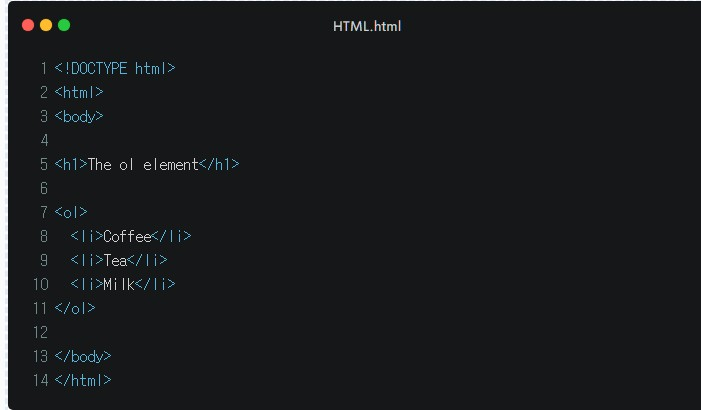 HTML.html
1 <!DOCTYPE html>
2 <html>
3 <body>
4
5 <h1>The ol element</h1>
6
7 <ol>
8   <li>Coffee</li>
9   <li>Tea</li>
10   <li>Milk</li>
11 </ol>
12
13 </body>
14 </html>